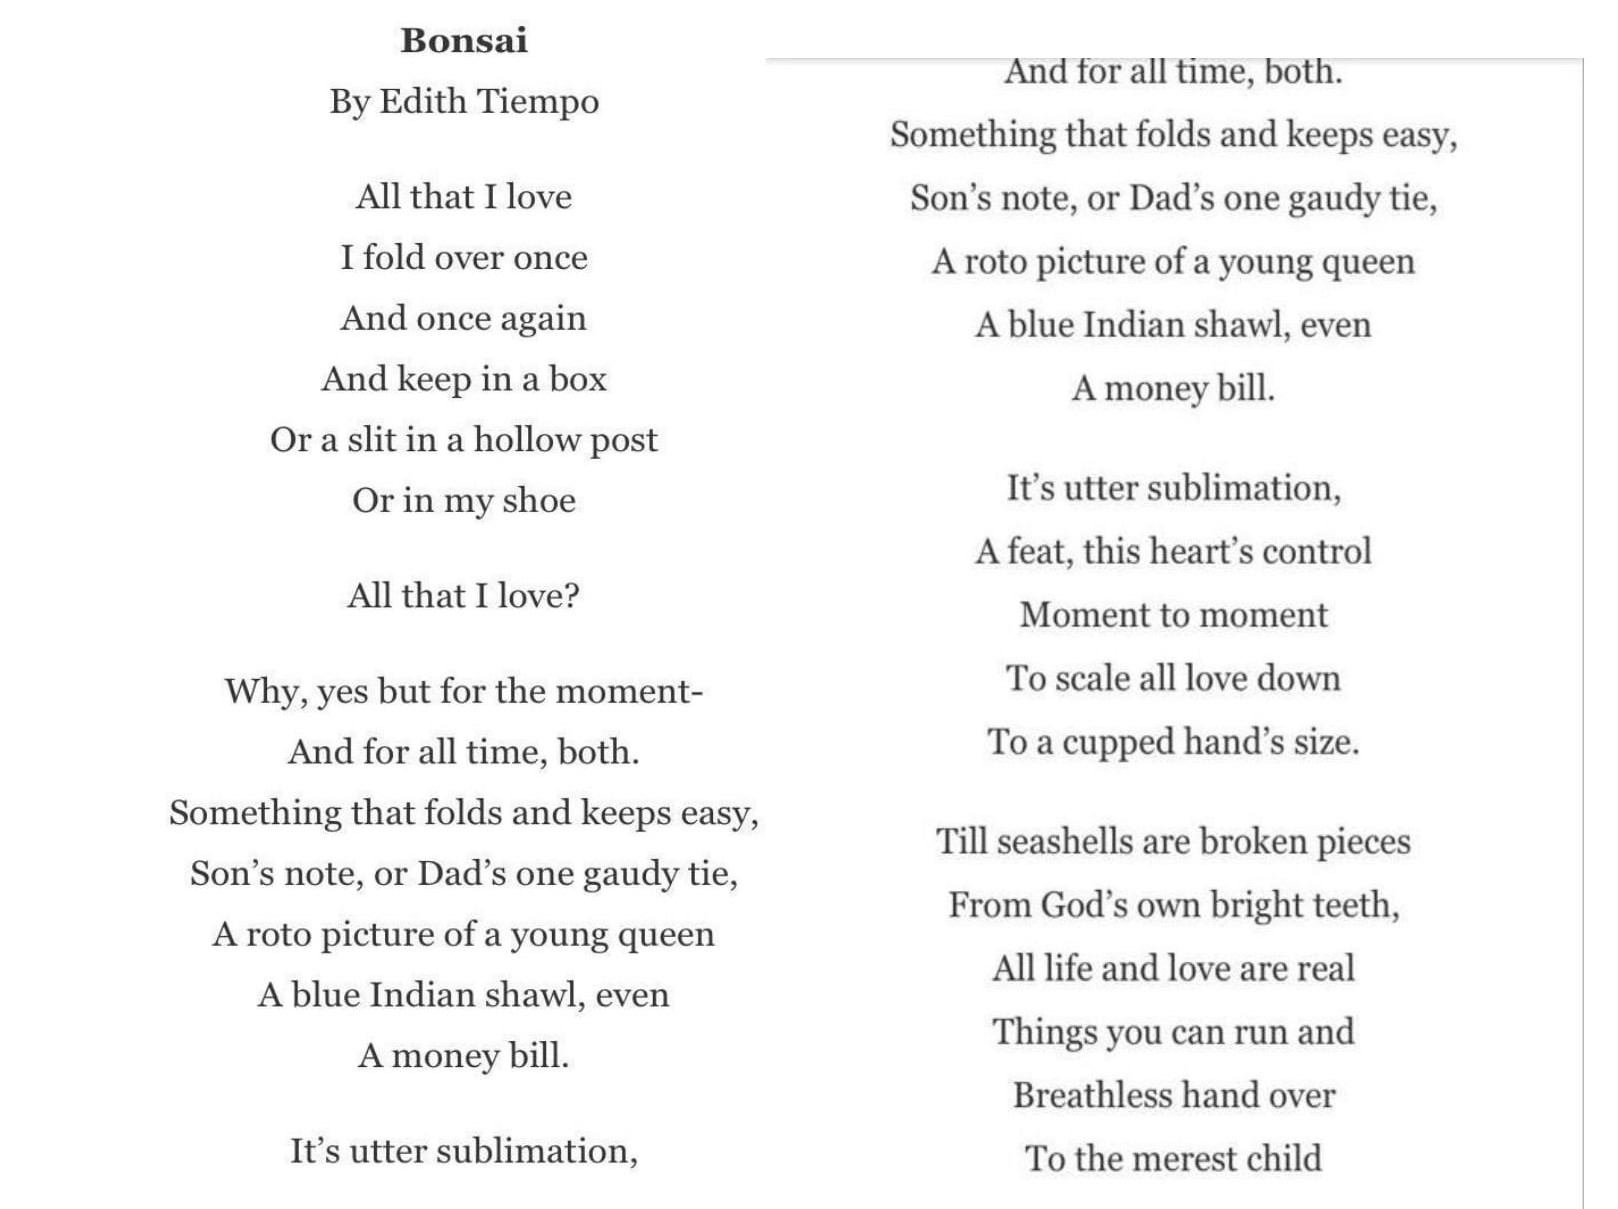 Bonsai
By Edith Tiempo
All that I love
I fold over once
And once again
And keep in a box
Or a slit in a hollow post
Or in my shoe
All that I love?
Why, yes but for the moment-
And for all time, both.
Something that folds and keeps easy,
Son’s note, or Dad’s one gaudy tie,
A roto picture of a young queen
A blue Indian shawl, even
A money bill.
It’s utter sublimation,
And for all time, both.
Something that folds and keeps easy,
Son’s note, or Dad’s one gaudy tie,
A roto picture of a young queen
A blue Indian shawl, even
A money bill.
It’s utter sublimation,
A feat, this heart’s control
Moment to moment
To scale all love down
To a cupped hand’s size.
Till seashells are broken pieces
From God’s own bright teeth,
All life and love are real
Things you can run and
Breathless hand over
To the merest child